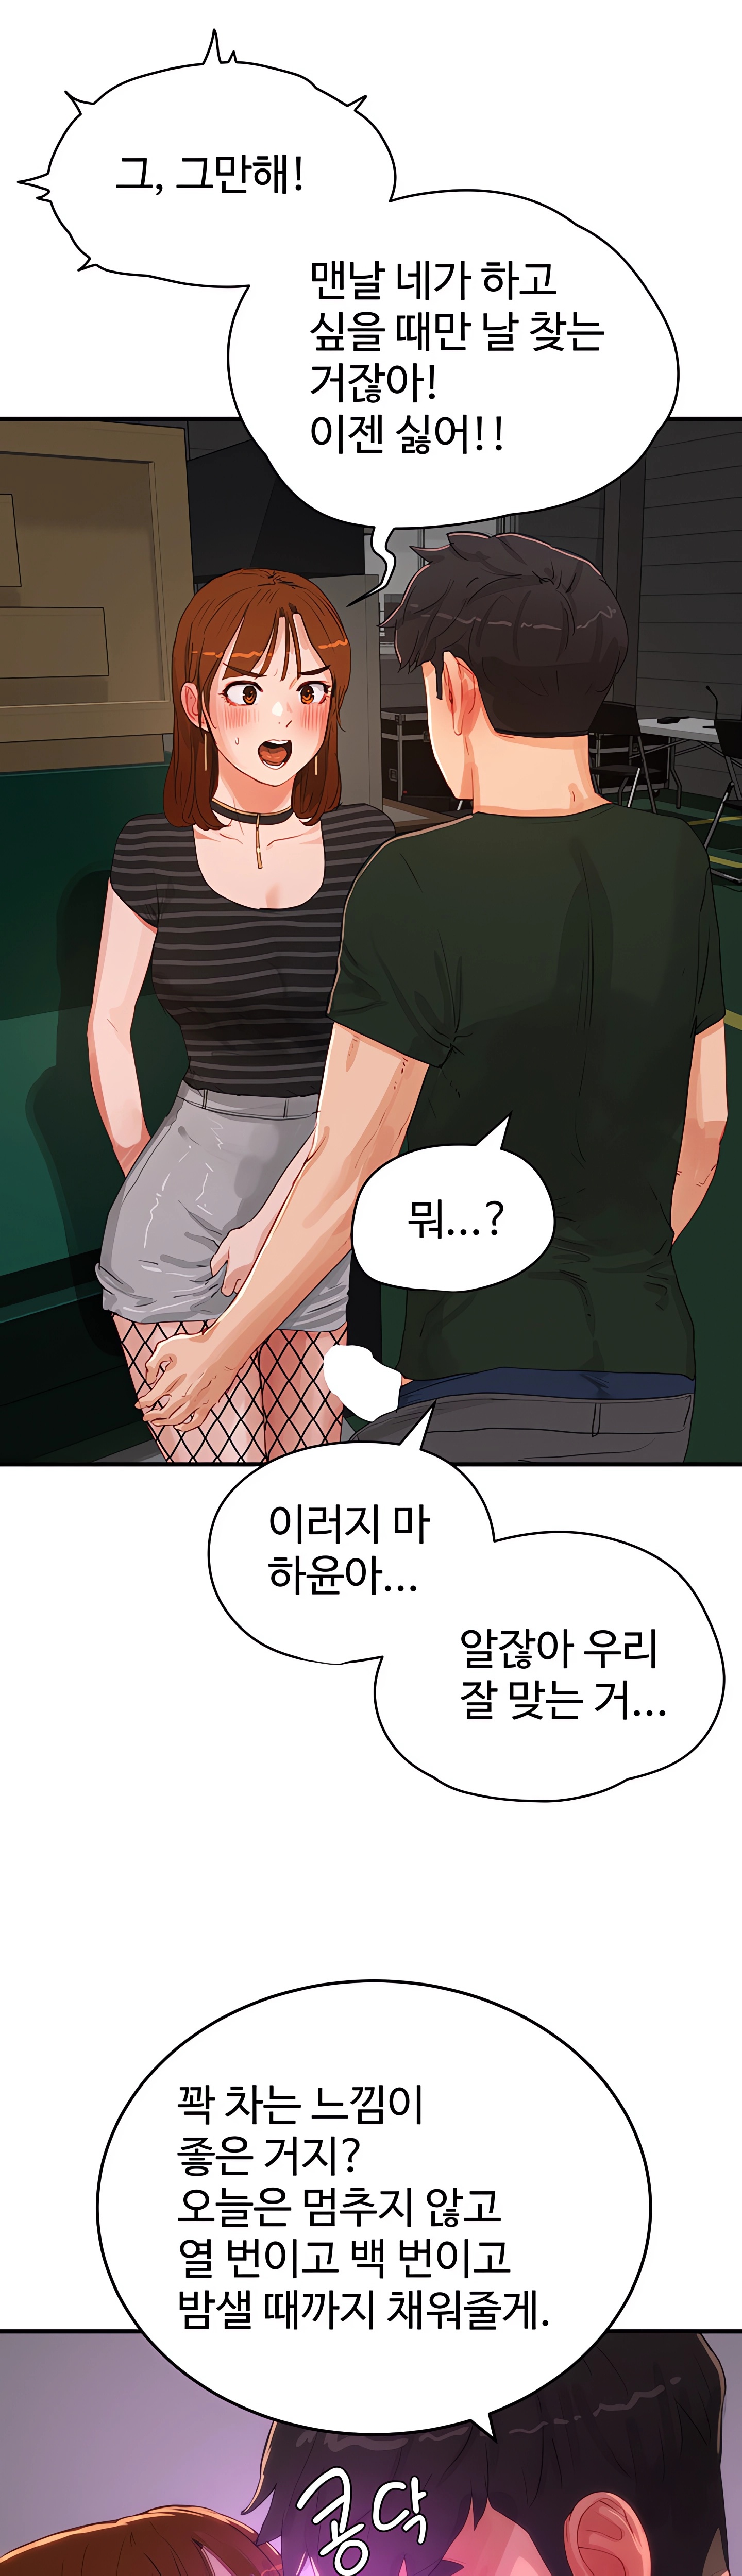 그, 그만해!
맨날 네가 하고
싶을 때만 날 찾는
거잖아!
이젠 싫어!!
뭐...?
이러지 마
하윤아...
알잖아 우리
잘 맞는 거...
꽉 차는 느낌이
좋은 거지?
오늘은 멈추지 않고
열 번이고 백 번이고
밤샐 때까지 채워줄게.
콩닥